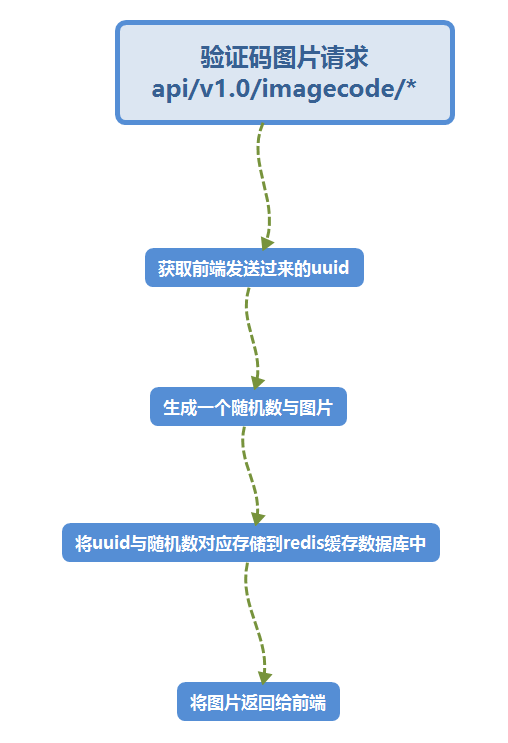 验证码图片请求
api/v1.0/imagecode/*
获取前端发送过来的uuid
生成一个随机数与图片
将uuid与随机数对应存储到redis缓存数据库中
将图片返回给前端